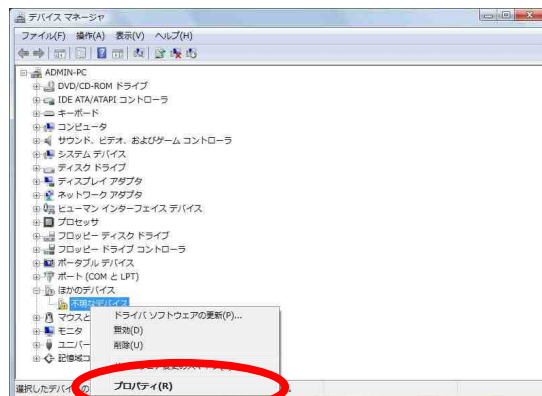 デバイス マネージャ
ファイル(F) 操作(A) 表示(V) ヘルプ(H)
ADMIN-PC
DVD/CD-ROM ドライブ
IDE ATA/ATAPI コントローラ
キーボード
コンピュータ
サウンド、ビデオ、およびゲーム コントローラ
システム デバイス
ディスク ドライブ
ディスプレイ アダプタ
ネットワーク アダプタ
ヒューマン インターフェイス デバイス
プロセッサ
フロッピー ディスク ドライブ
フロッピー ドライブ コントローラ
ポータブル デバイス
ポート (COM と LPT)
ほかのデバイス
不明なデバイス
マウスと
ドライバ ソフトウェアの更新(P)...
モニタ
無効(D)
ユニバー
削除(U)
記憶域コ
プロパティ(R)
選択したデバイスの